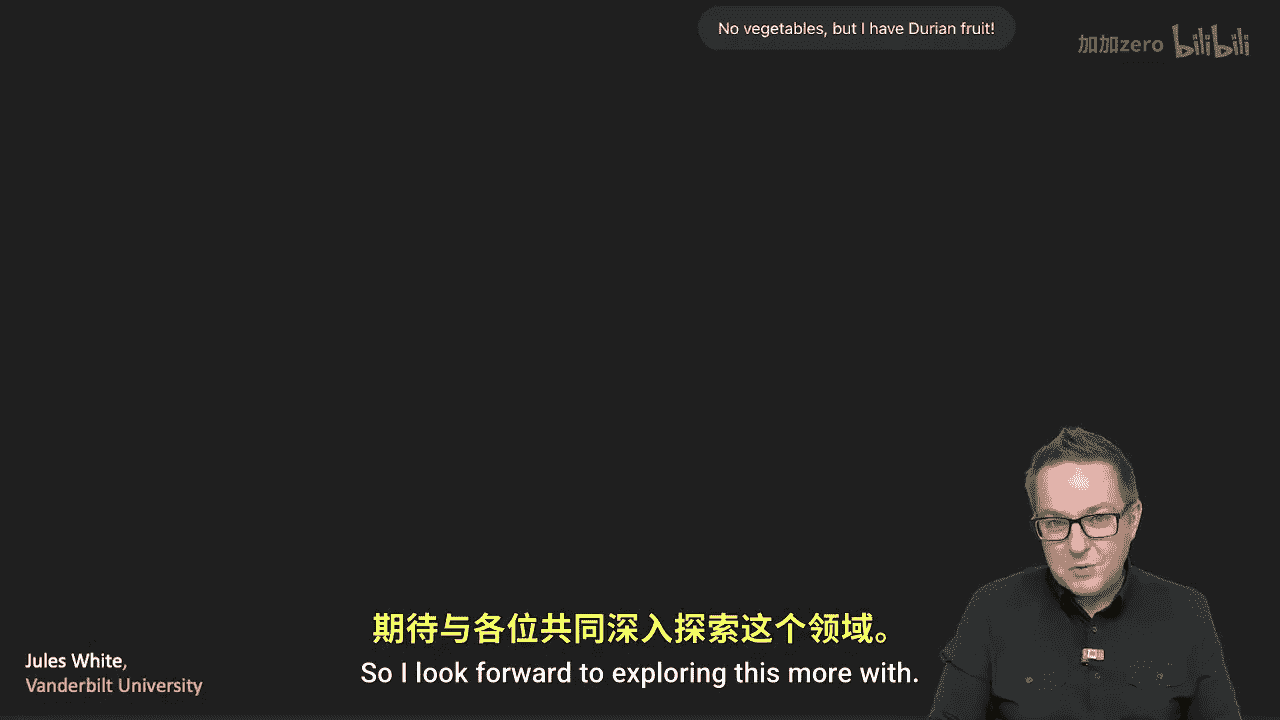 No vegetables, but I have Durian fruit!
加加zero bilibili
期待与各位共同深入探索这个领域。
So I look forward to exploring this more with.
Jules White,
Vanderbilt University